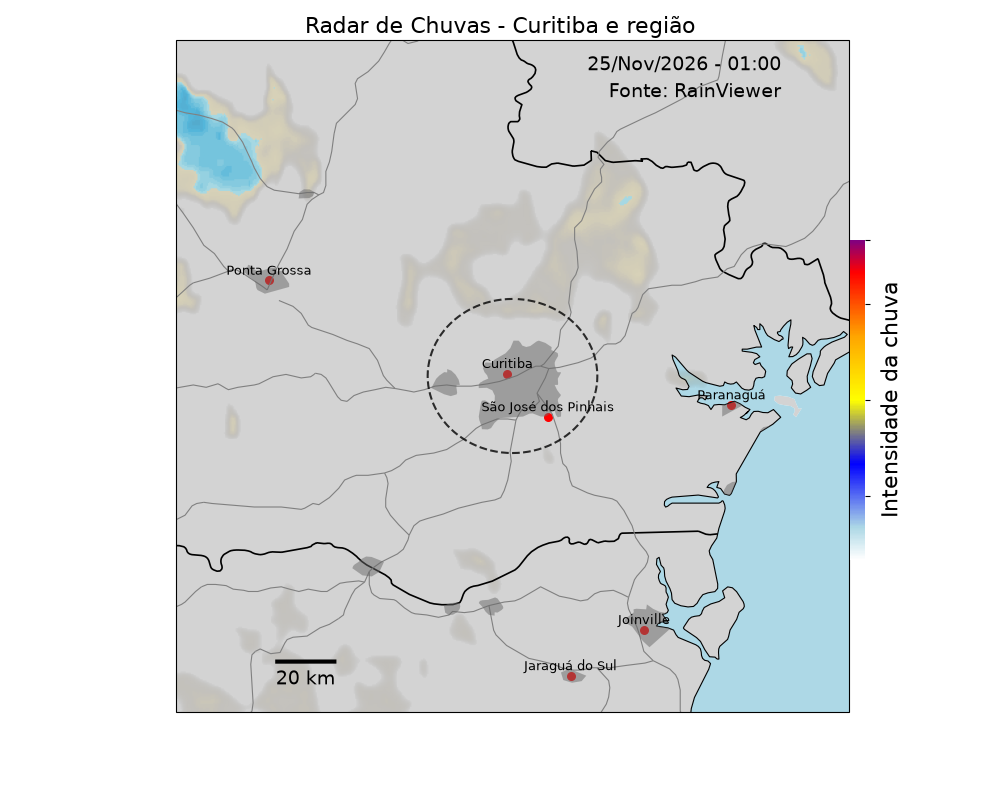 Radar de Chuvas - Curitiba e região
25/Nov/2026 - 01:00
Fonte: RainViewer
Ponta Grossa
Curitiba
São José dos Pinhais
Paranaguá
Intensidade da chuva
Joinville
Jaraguá do Sul
20 km